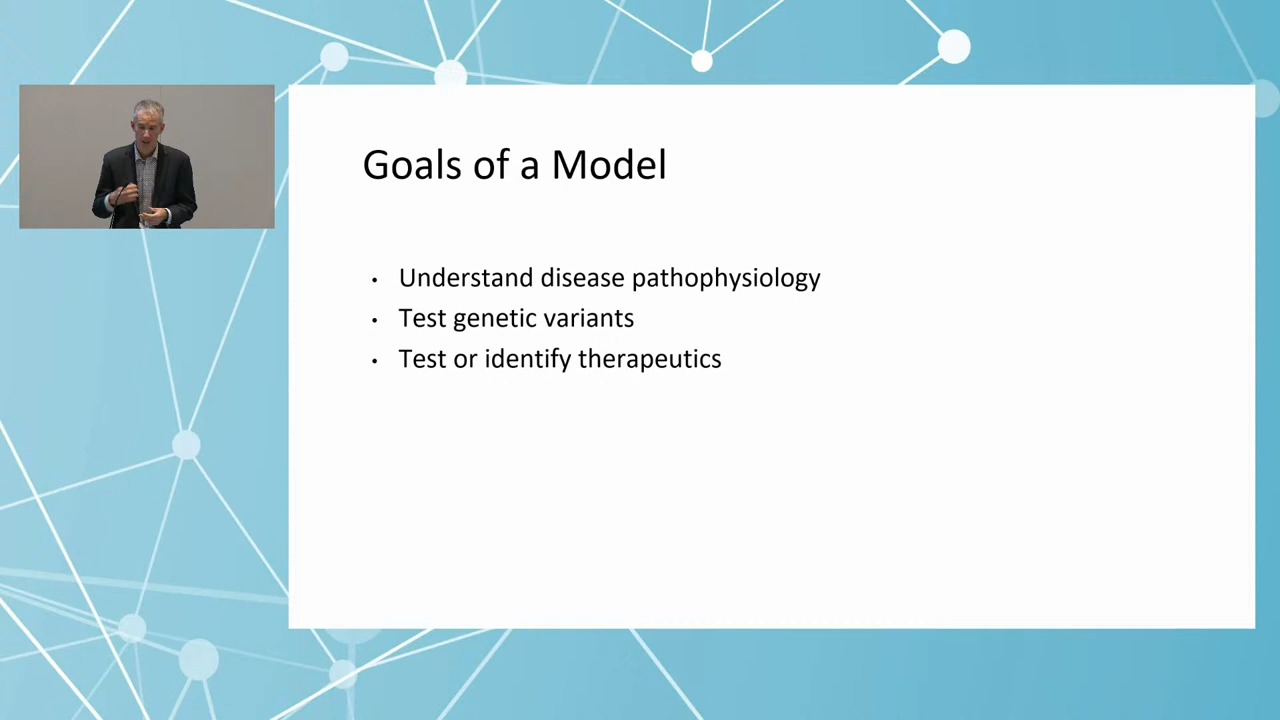 Goals of a Model
• Understand disease pathophysiology
• Test genetic variants
• Test or identify therapeutics